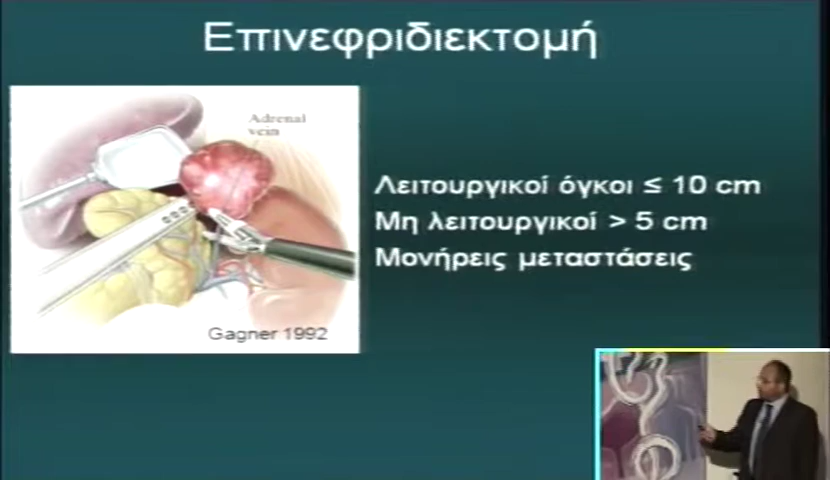 Επινεφριδιεκτομή
Adrenal
vein
Λειτουργικοί όγκοι ≤ 10 cm
Μη λειτουργικοί > 5 cm
Μονήρεις μεταστάσεις
Gagner 1992